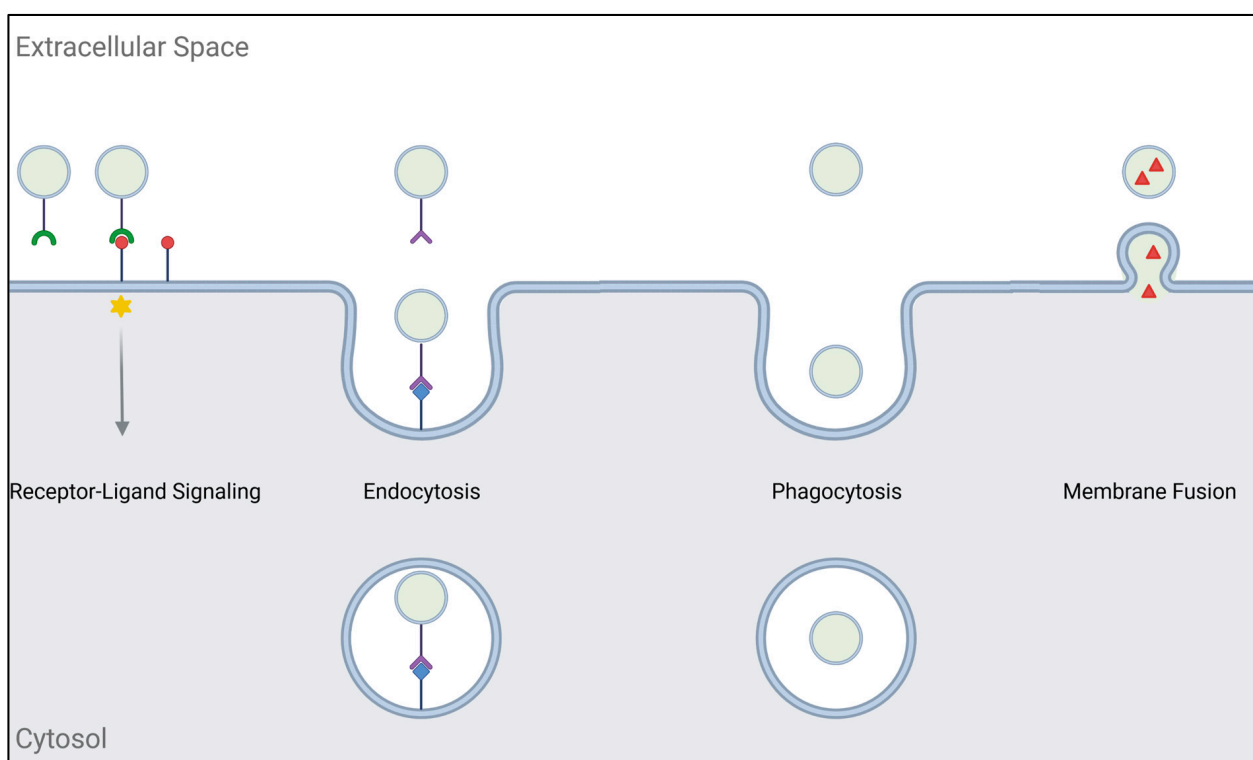 Extracellular Space
Receptor-Ligand Signaling
Endocytosis
Phagocytosis
Membrane Fusion
Cytosol